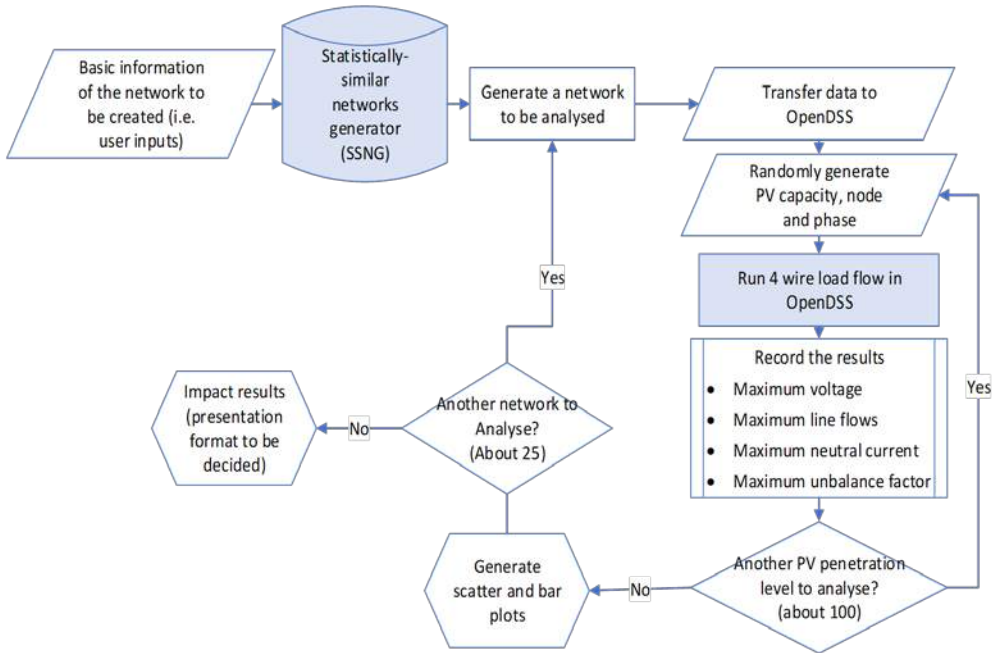 Basic information
of the network to
be created (i.e.
user inputs)
Statistically-
similar
networks
generator
(SSNG)
Generate a network
to be analysed
Transfer data to
OpenDSS
Randomly generate
PV capacity, node
and phase
Run 4 wire load flow in
OpenDSS
Record the results
• Maximum voltage
• Maximum line flows
• Maximum neutral current
• Maximum unbalance factor
Yes
Another PV penetration
level to analyse?
(about 100)
No
Generate
scatter and bar
plots
Another network to
Analyse?
(About 25)
Yes
No
Impact results
(presentation
format to be
decided)